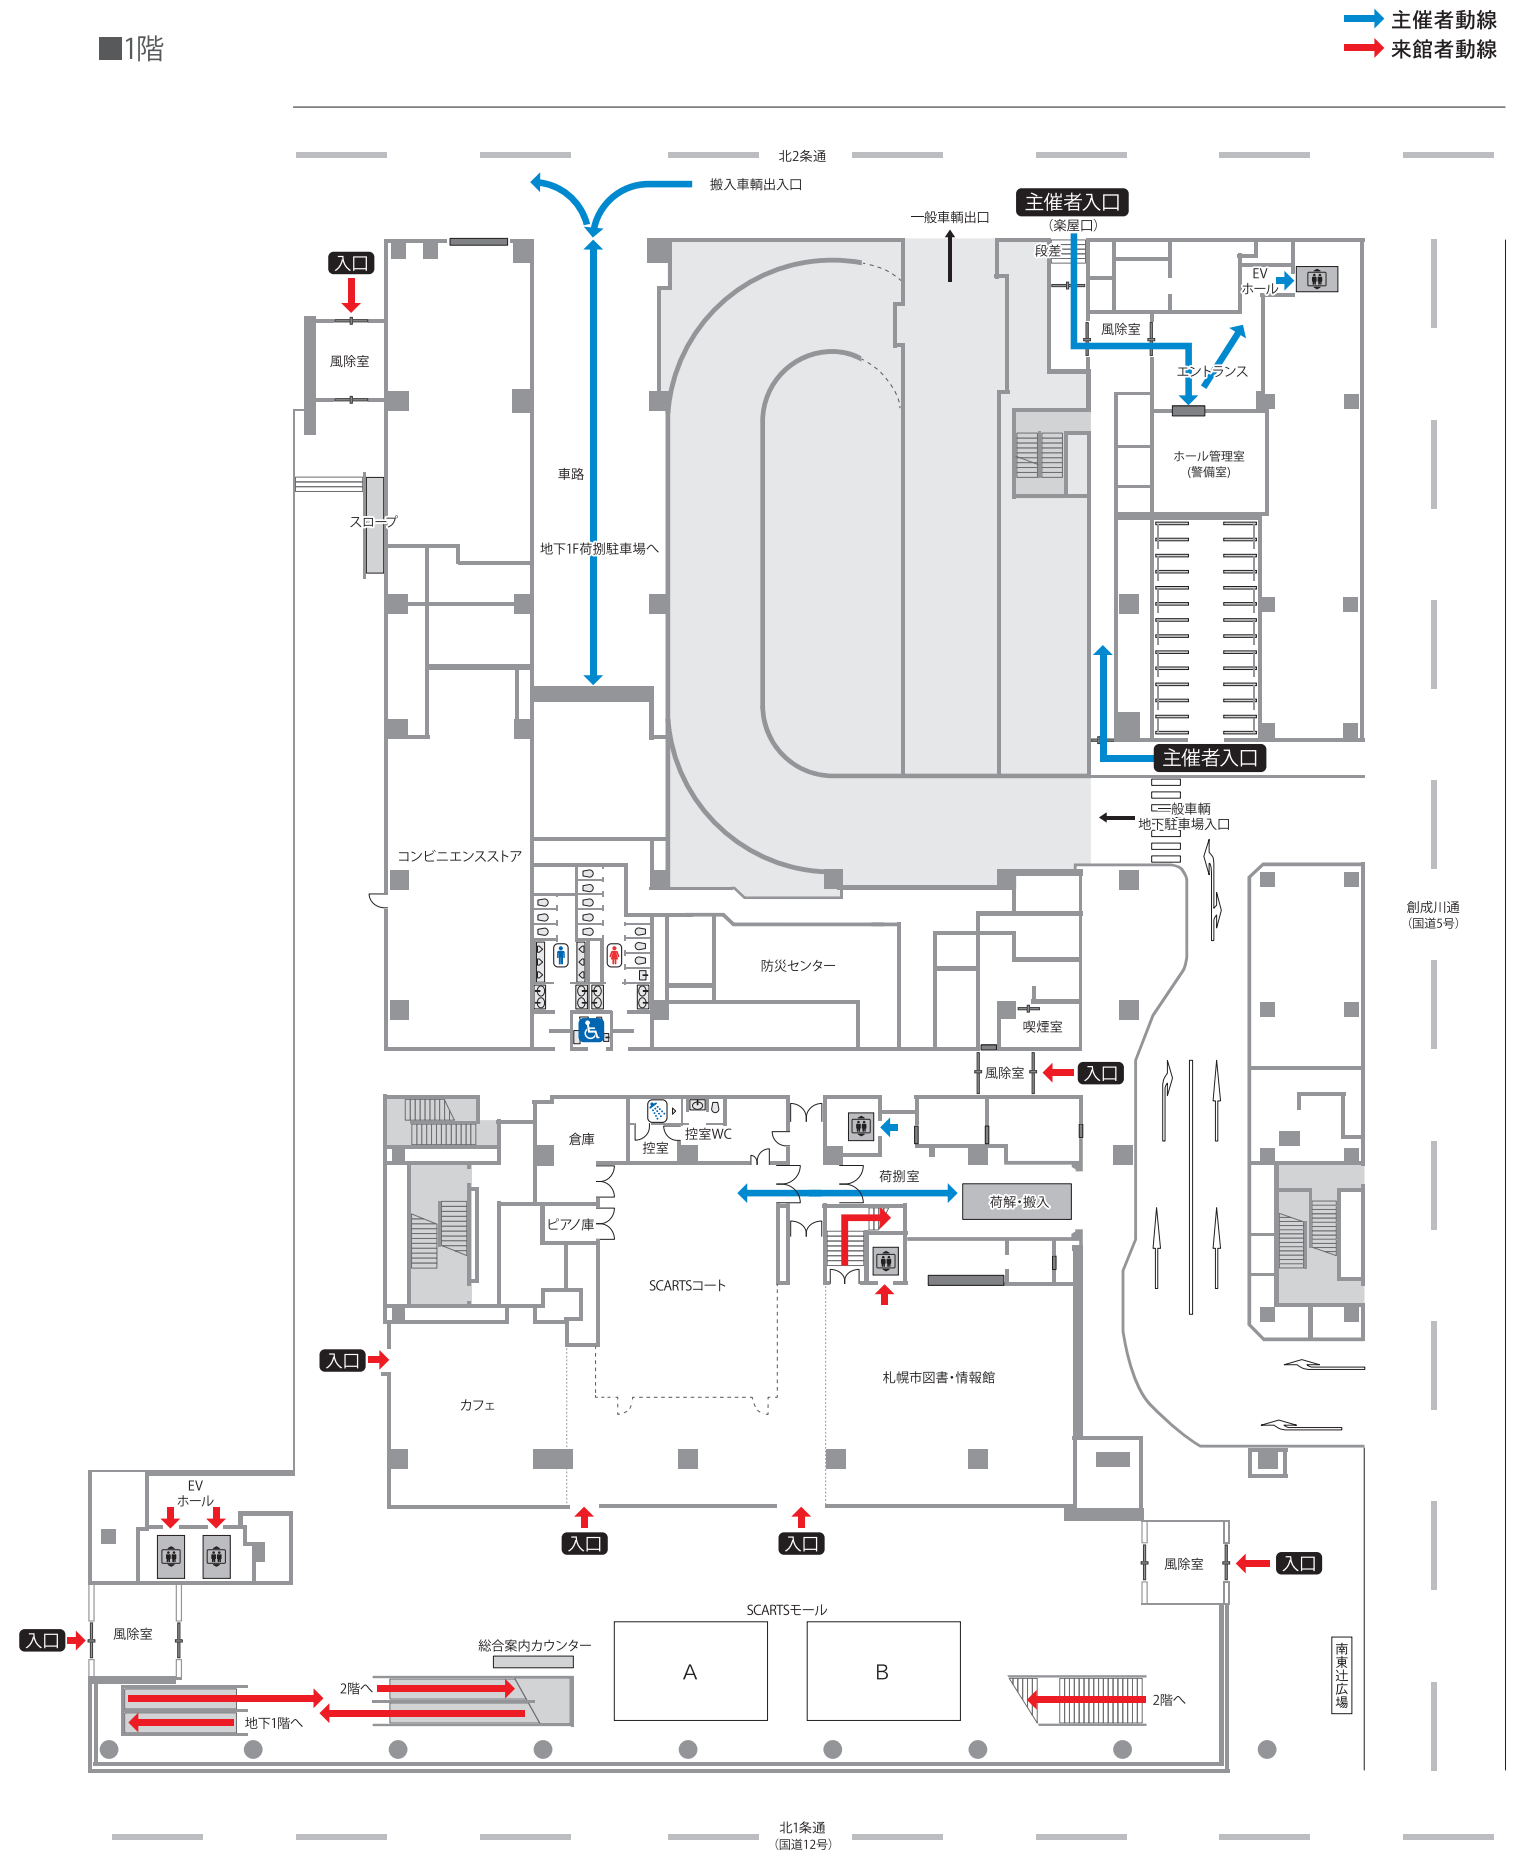 主催者動線
来館者動線
■1階
北2条通
搬入車輌出入口
主催者入口
(楽屋口)
一般車輌出口
段差
入口
EV
ホール
風除室
風除室
エントランス
ホール管理室
(警備室)
車路
スロープ
地下1F荷捌駐車場へ
主催者入口
一般車輌
地下駐車場入口
コンビニエンスストア
創成川通
(国道5号)
防災センター
喫煙室
風除室
入口
倉庫
控室
控室WC
荷捌室
荷解・搬入
ピアノ庫
SCARTSコート
入口
札幌市図書・情報館
カフェ
EV
ホール
入口
入口
風除室
入口
SCARTSモール
入口
風除室
総合案内カウンター
A
B
2階へ
2階へ
地下1階へ
南東辻広場
北1条通
(国道12号)